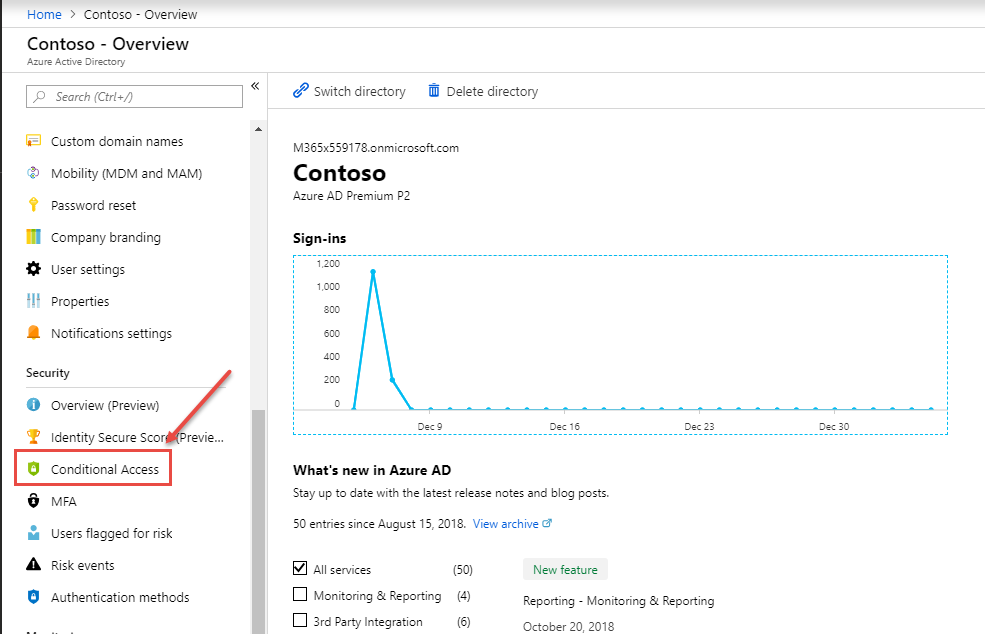 Home > Contoso - Overview
Contoso - Overview
Azure Active Directory
Search (Ctrl+/)
«
Custom domain names
Mobility (MDM and MAM)
Password reset
Company branding
User settings
Properties
Notifications settings
Security
Overview (Preview)
Identity Secure Score (Previe...
Conditional Access
MFA
Users flagged for risk
Risk events
Authentication methods
Switch directory
Delete directory
M365x559178.onmicrosoft.com
Contoso
Azure AD Premium P2
Sign-ins
1,200
1,000
800
600
400
200
0
Dec 9
Dec 16
Dec 23
Dec 30
What's new in Azure AD
Stay up to date with the latest release notes and blog posts.
50 entries since August 15, 2018. View archive
All services (50)
Monitoring & Reporting (4)
3rd Party Integration (6)
New feature
Reporting - Monitoring & Reporting
October 20, 2018